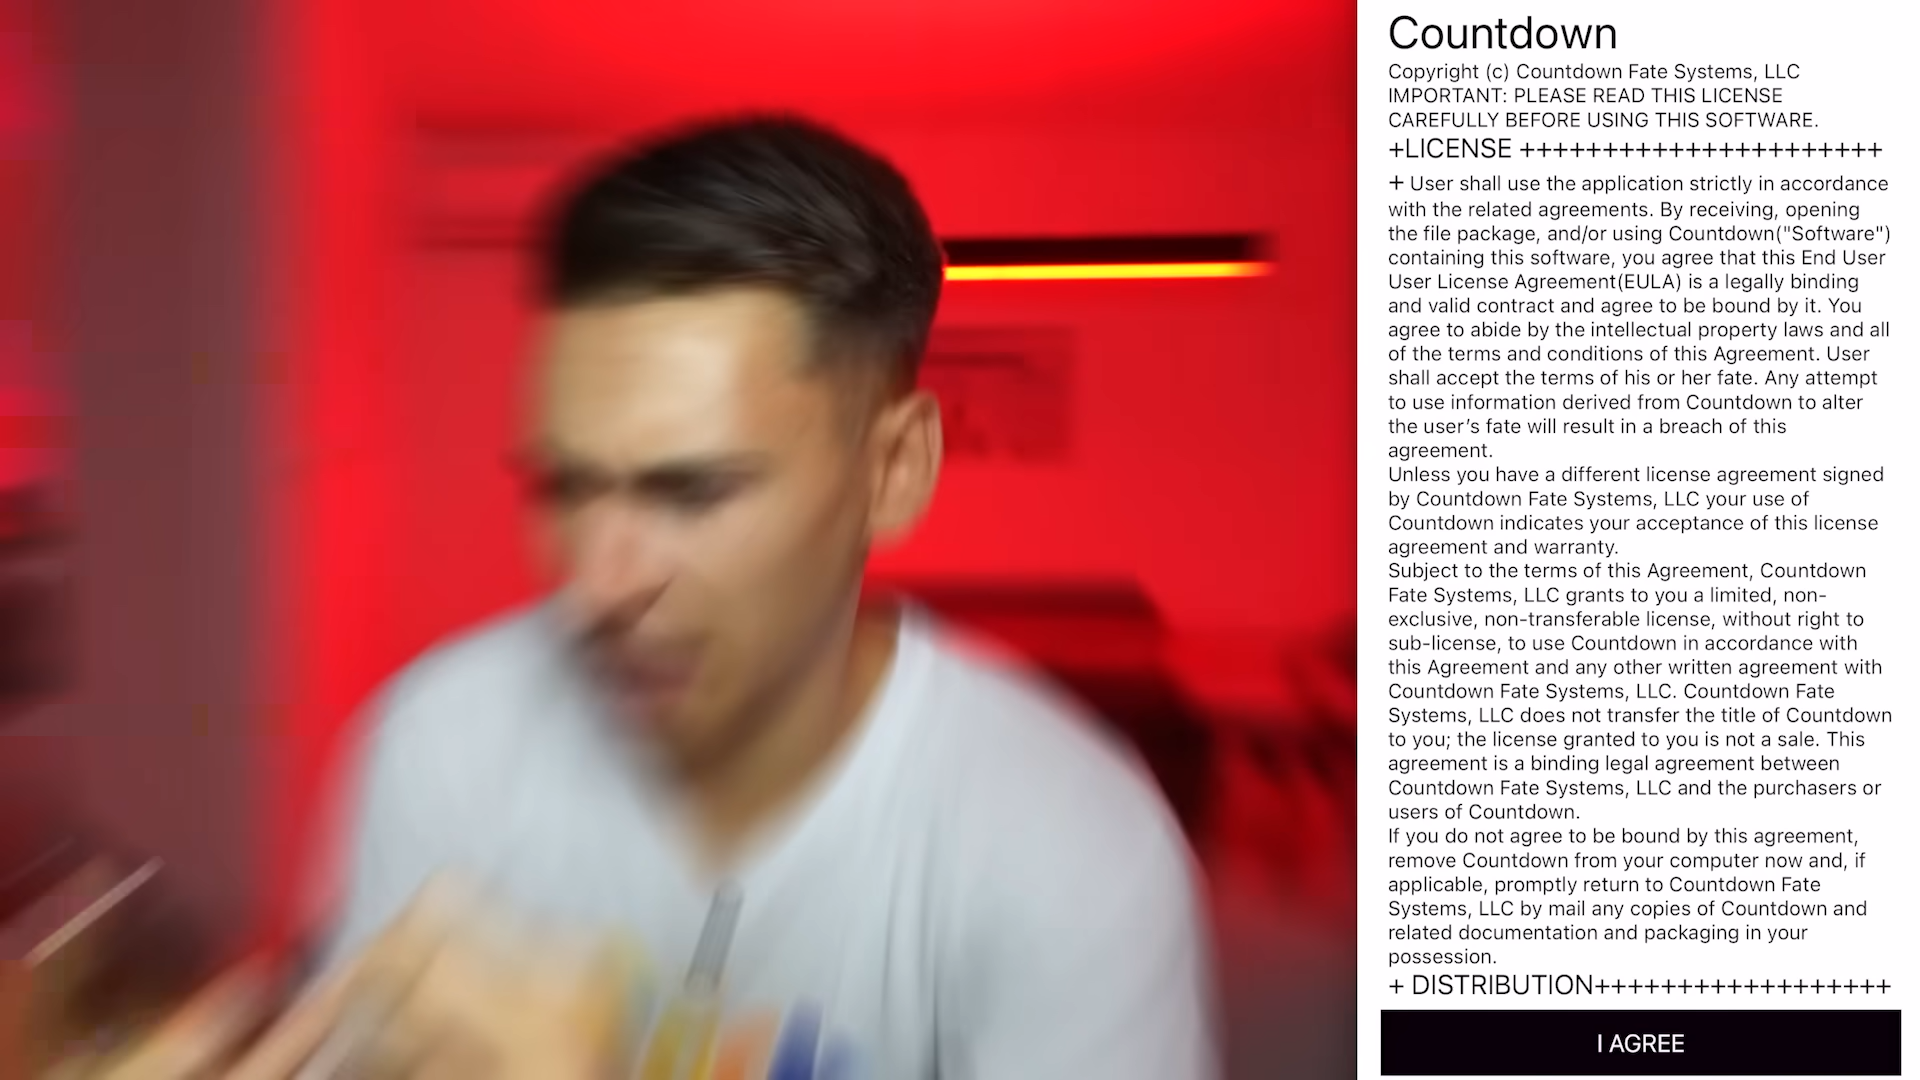 Countdown
Copyright (c) Countdown Fate Systems, LLC
IMPORTANT: PLEASE READ THIS LICENSE
CAREFULLY BEFORE USING THIS SOFTWARE.
+LICENSE ++++++++++++++++++++++
+ User shall use the application strictly in accordance
with the related agreements. By receiving, opening
the file package, and/or using Countdown("Software")
containing this software, you agree that this End User
User License Agreement(EULA) is a legally binding
and valid contract and agree to be bound by it. You
agree to abide by the intellectual property laws and all
of the terms and conditions of this Agreement. User
shall accept the terms of his or her fate. Any attempt
to use information derived from Countdown to alter
the user’s fate will result in a breach of this
agreement.
Unless you have a different license agreement signed
by Countdown Fate Systems, LLC your use of
Countdown indicates your acceptance of this license
agreement and warranty.
Subject to the terms of this Agreement, Countdown
Fate Systems, LLC grants to you a limited, non-
exclusive, non-transferable license, without right to
sub-license, to use Countdown in accordance with
this Agreement and any other written agreement with
Countdown Fate Systems, LLC. Countdown Fate
Systems, LLC does not transfer the title of Countdown
to you; the license granted to you is not a sale. This
agreement is a binding legal agreement between
Countdown Fate Systems, LLC and the purchasers or
users of Countdown.
If you do not agree to be bound by this agreement,
remove Countdown from your computer now and, if
applicable, promptly return to Countdown Fate
Systems, LLC by mail any copies of Countdown and
related documentation and packaging in your
possession.
+ DISTRIBUTION++++++++++++++++++
I AGREE